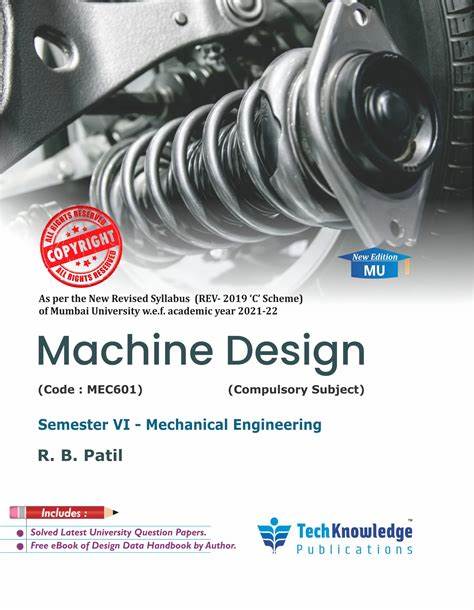 ALL RIGHTS RESERVED
COPYRIGHT
ALL RIGHTS RESERVED
New Edition
MU
As per the New Revised Syllabus (REV- 2019 'C' Scheme)
of Mumbai University w.e.f. academic year 2021-22
Machine Design
(Code : MEC601) (Compulsory Subject)
Semester VI - Mechanical Engineering
R. B. Patil
Includes :
Solved Latest University Question Papers.
Free eBook of Design Data Handbook by Author.
TechKnowledge™
Publications